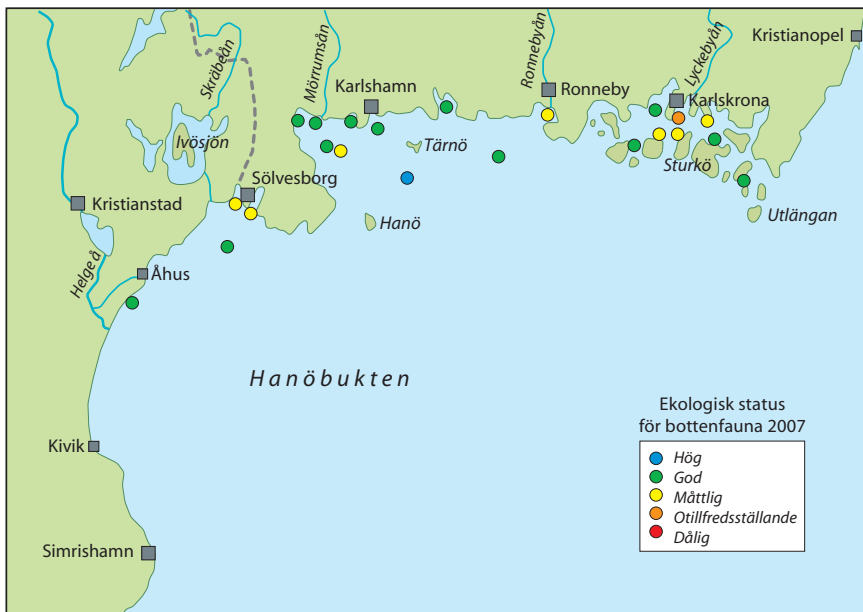 Kristianopel
Skräbeån
Mörrumsån
Ronnebyån
Lyckebyån
Karlshamn
Ronneby
Karlskrona
Ivösjön
Tärnö
Sturkö
Sölvesborg
Kristianstad
Hanö
Utlängan
Helge å
Åhus
Hanöbukten
Ekologisk status
för bottenfauna 2007
Hög
God
Måttlig
Otillfredsställande
Dålig
Kivik
Simrishamn